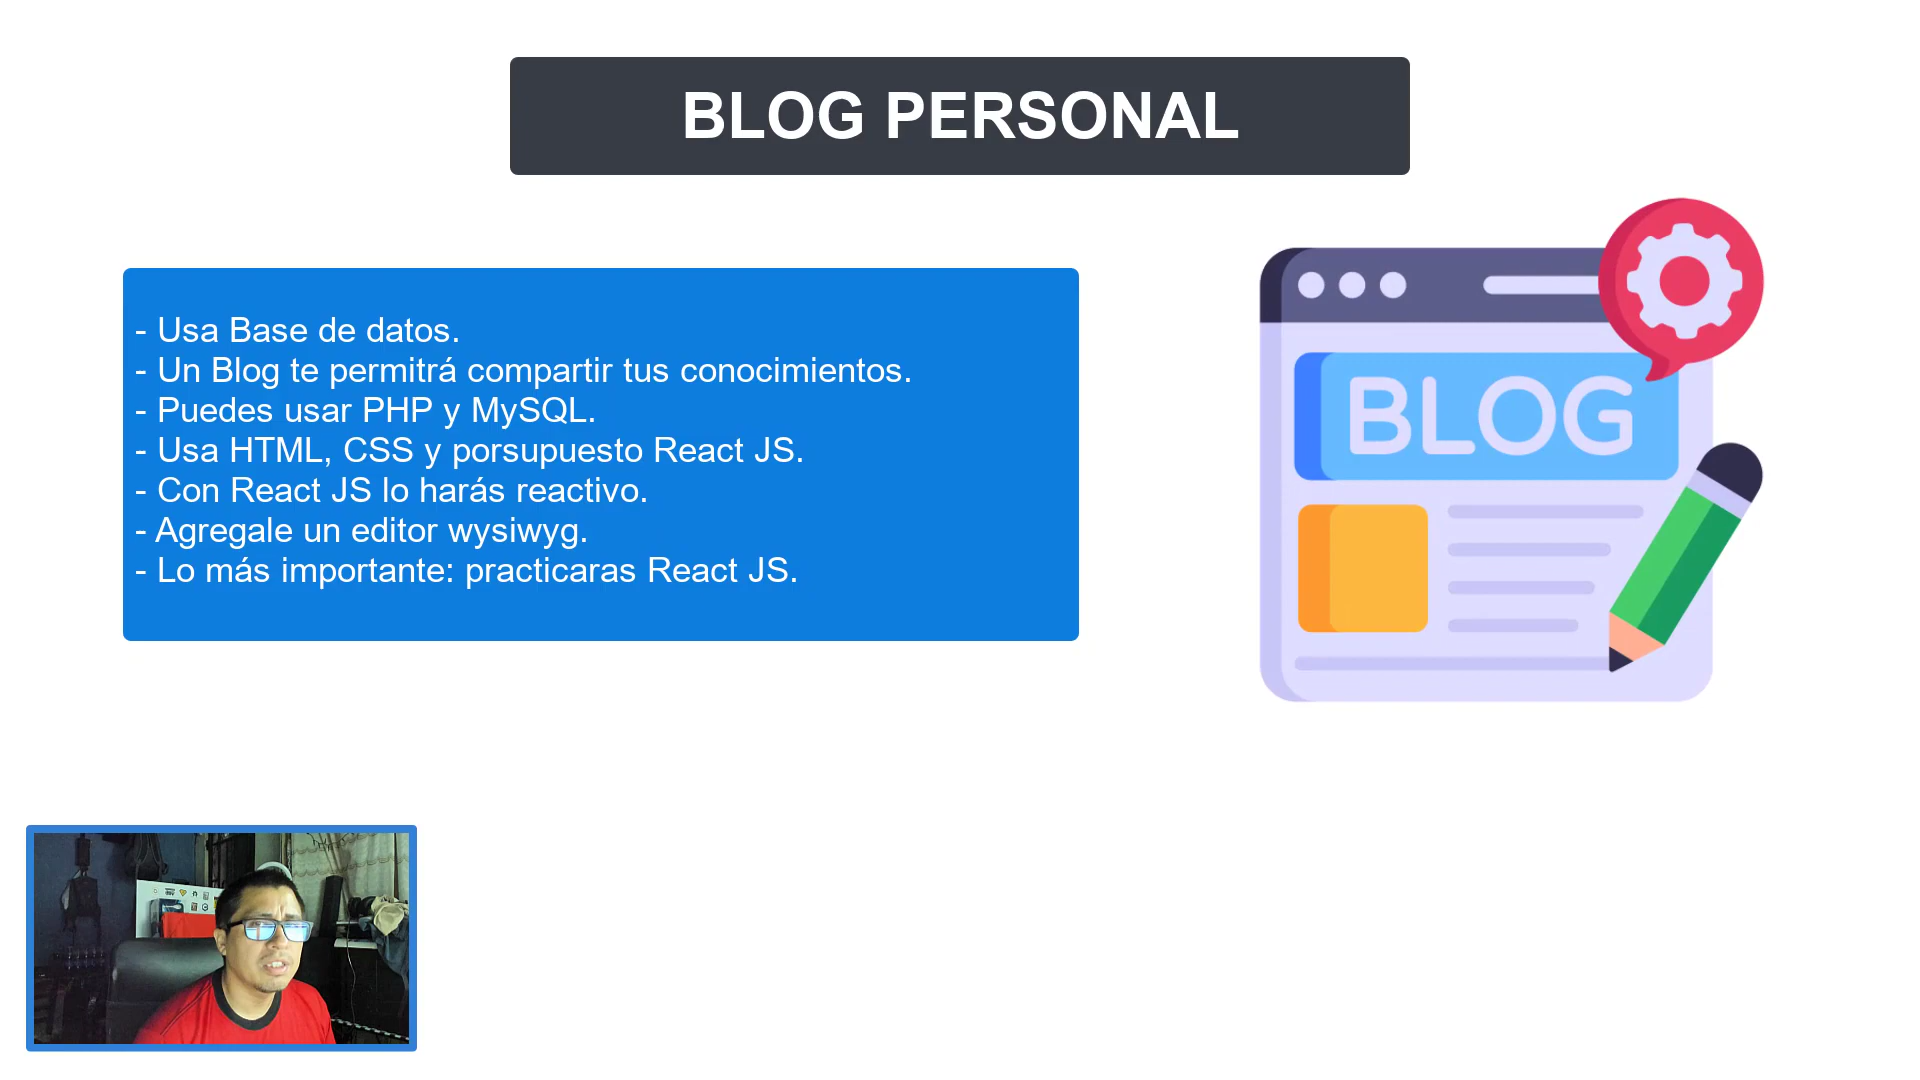 BLOG PERSONAL
- Usa Base de datos.
- Un Blog te permitrá compartir tus conocimientos.
- Puedes usar PHP y MySQL.
- Usa HTML, CSS y porsupuesto React JS.
- Con React JS lo harás reactivo.
- Agregale un editor wysiwyg.
- Lo más importante: practicaras React JS.
BLOG